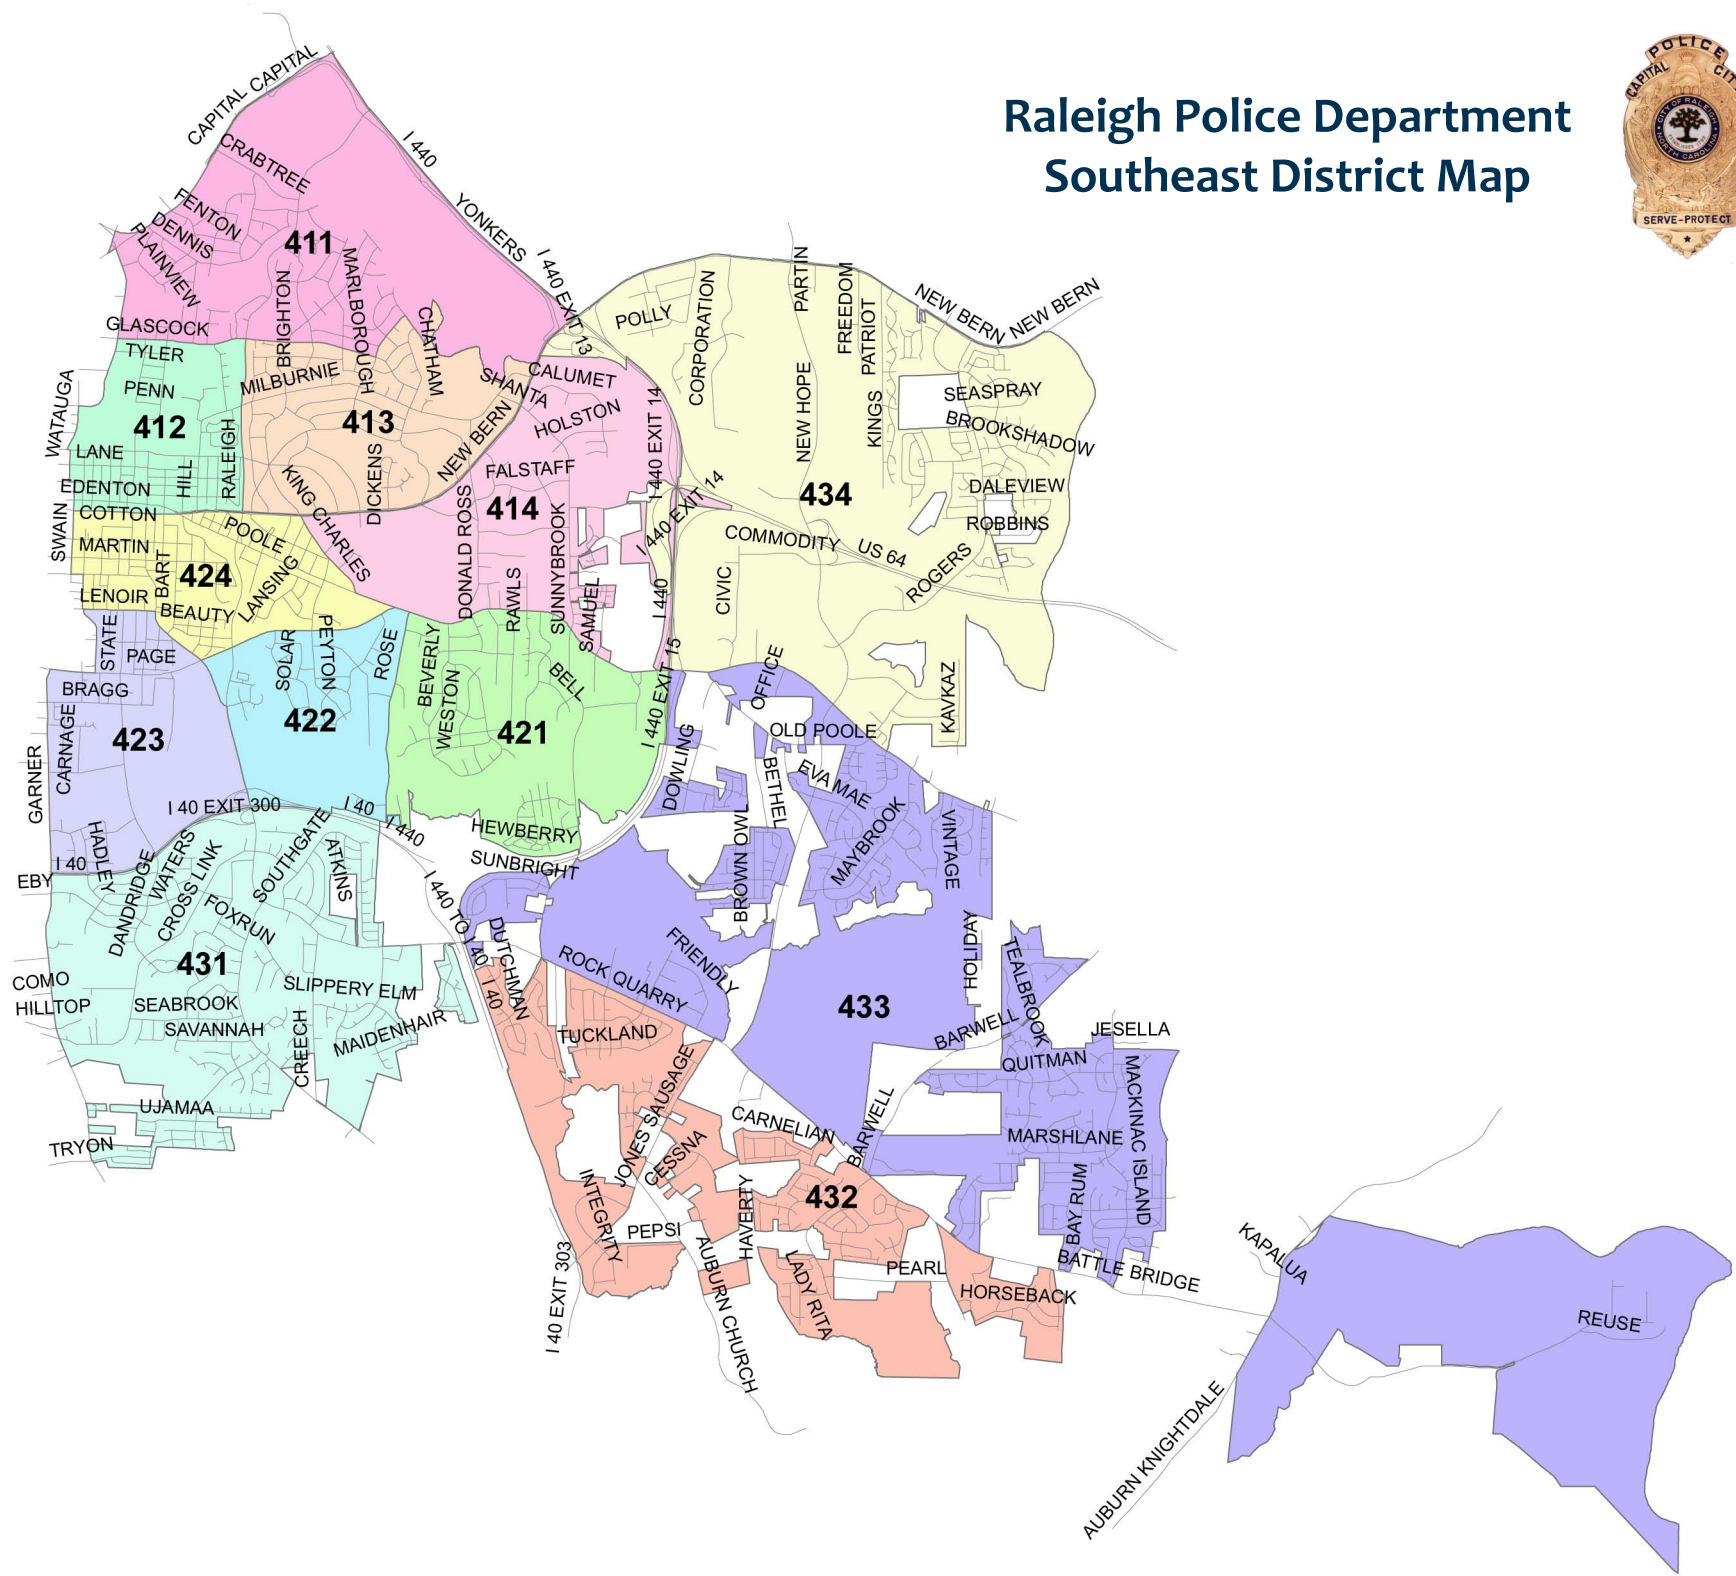 Raleigh Police Department
Southeast District Map
POLICE
CAPITAL CIT
CITY OF RALEIGH
NORTH CAROLINA
SERVE-PROTECT
CAPITAL CAPITAL
I 440
CRABTREE
YONKERS
FENTON
DENNIS
PLAINVIEW
411
MARLBOROUGH
BRIGHTON
I 440 EXIT 13
GLASCOCK
CHATHAM
POLLY
CORPORATION
PARTIN
FREEDOM
PATRIOT
NEW BERN
NEW BERN
TYLER
PENN
WATAUGA
412
LANE
HILL
RALEIGH
EDENTON
MILBURNIE
413
KING CHARLES
DICKENS
NEW BERN
SHANTA
CALUMET
HOLSTON
FALSTAFF
414
DONALD ROSS
SUNNYBROOK
RAWLS
SAMUEL
I 440 EXIT 14
I 440 EXIT 14
I 440
NEW HOPE
KINGS
SEASPRAY
BROOKSHADOW
DALEVIEW
ROBBINS
434
COMMODITY
US 64
ROGERS
CIVIC
KAVKAZ
SWAIN
COTTON
MARTIN
POOLE
BART
424
LANSING
LENOIR
BEAUTY
STATE
PAGE
BRAGG
CARNAGE
GARNER
423
SOLAR
PEYTON
ROSE
422
BEVERLY
WESTON
BELL
421
I 440 EXIT 15
OFFICE
OLD POOLE
DOWLING
BETHEL
EVA MAE
MAYBROOK
VINTAGE
BROWN OWL
I 40 EXIT 300
I 40
I 440
HEWBERRY
SUNBRIGHT
I 40
EBY
HADLEY
DANDRIDGE
WATERS
CROSS LINK
SOUTHGATE
ATKINS
FOXRUN
431
I 440 TO I 40
I 40
DUTCHMAN
ROCK QUARRY
FRIENDLY
HOLIDAY
TEALBROOK
433
COMO
HILLTOP
SEABROOK
SAVANNAH
SLIPPERY ELM
CREECH
MAIDENHAIR
UJAMAA
TRYON
TUCKLAND
JONES SAUSAGE
CESSNA
CARNELIAN
BARWELL
BARWELL
JESELLA
QUITMAN
MACKINAC ISLAND
MARSHLANE
BAY RUM
432
HAVERTY
INTEGRITY
PEPSI
I 40 EXIT 303
AUBURN CHURCH
LADY RITA
PEARL
HORSEBACK
BATTLE BRIDGE
KAPALUA
REUSE
AUBURN KNIGHTDALE